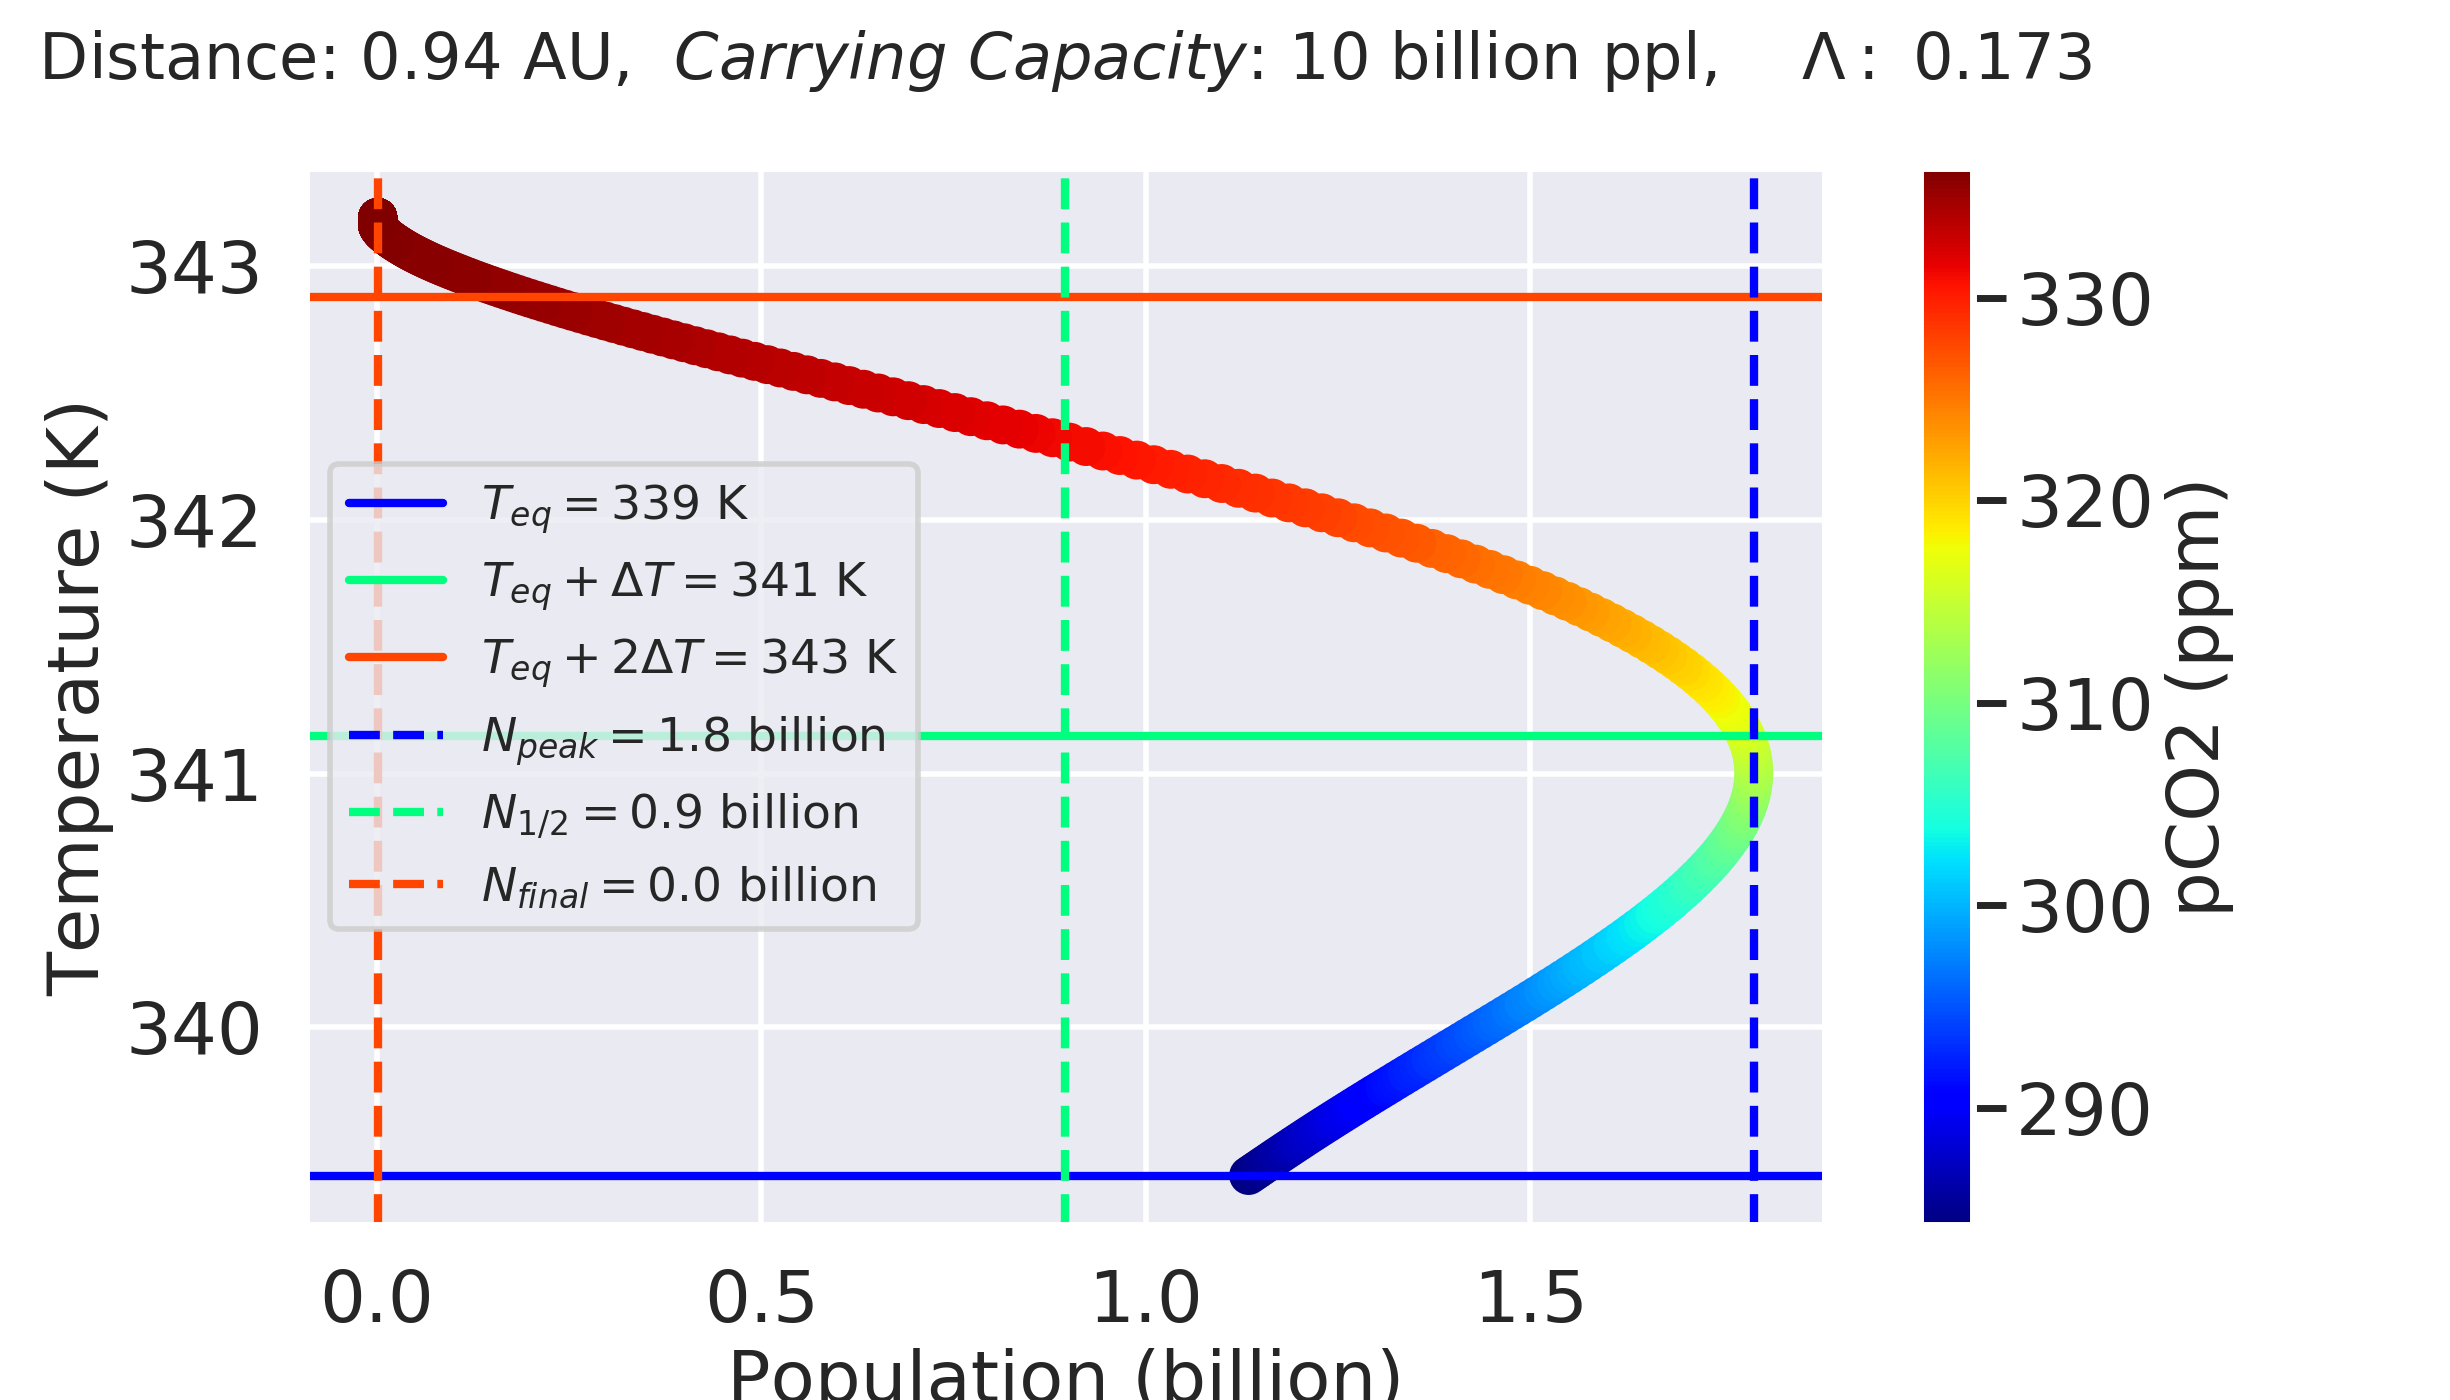 Distance: 0.94 AU, Carrying Capacity: 10 billion ppl, Λ : 0.173
Temperature (K)
343
342
341
340
T_eq = 339 K
T_eq + ΔT = 341 K
T_eq + 2ΔT = 343 K
N_peak = 1.8 billion
N_1/2 = 0.9 billion
N_final = 0.0 billion
0.0 0.5 1.0 1.5
Population (billion)
330
320
310
300
290
pCO2 (ppm)